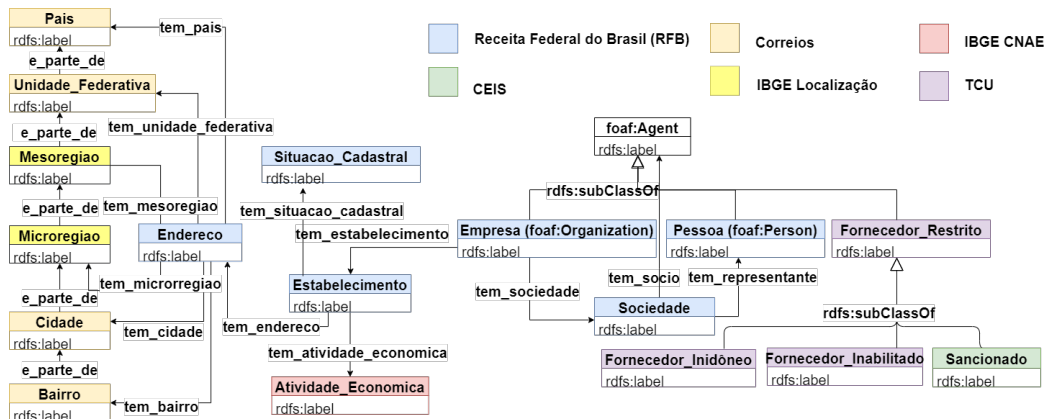 Pais
rdfs:label
tem_pais
e_parte_de
Unidade_Federativa
rdfs:label
tem_unidade_federativa
e_parte_de
Mesoregiao
rdfs:label
tem_mesoregiao
e_parte_de
Microregiao
rdfs:label
tem_microrregiao
e_parte_de
Cidade
rdfs:label
tem_cidade
e_parte_de
Bairro
rdfs:label
tem_bairro
Endereco
rdfs:label
tem_endereco
Situacao_Cadastral
rdfs:label
tem_situacao_cadastral
tem_estabelecimento
Estabelecimento
rdfs:label
tem_atividade_economica
Atividade_Economica
rdfs:label
Receita Federal do Brasil (RFB)
Correios
IBGE CNAE
CEIS
IBGE Localização
TCU
foaf:Agent
rdfs:label
rdfs:subClassOf
Empresa (foaf:Organization)
rdfs:label
Pessoa (foaf:Person)
rdfs:label
Fornecedor_Restrito
rdfs:label
tem_sociedade
tem_socio
tem_representante
Sociedade
rdfs:label
rdfs:subClassOf
Fornecedor_Inidôneo
rdfs:label
Fornecedor_Inabilitado
rdfs:label
Sancionado
rdfs:label